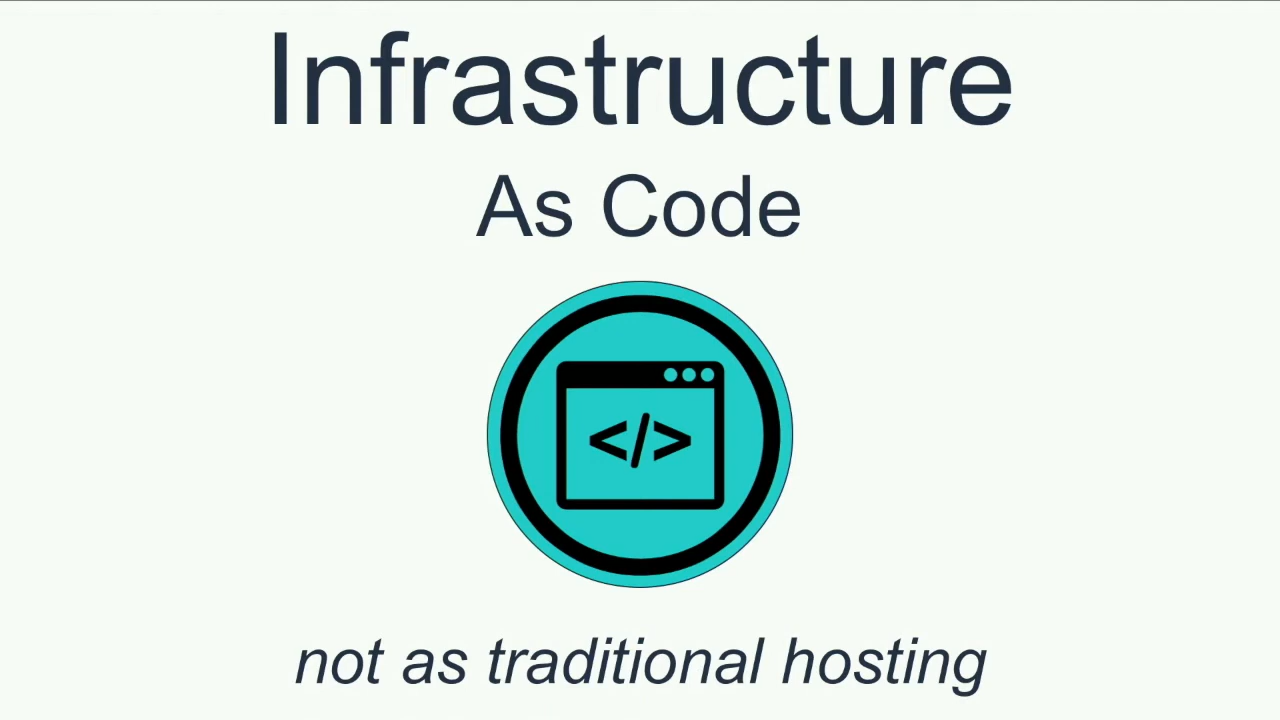 Infrastructure
As Code
</>
not as traditional hosting